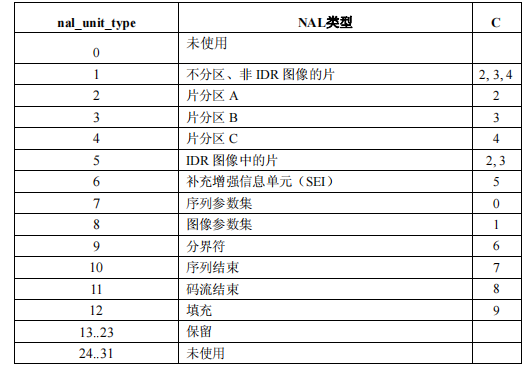 nal_unit_type NAL类型 C
0 未使用
1 不分区、非 IDR 图像的片 2, 3, 4
2 片分区 A 2
3 片分区 B 3
4 片分区 C 4
5 IDR 图像中的片 2, 3
6 补充增强信息单元（SEI） 5
7 序列参数集 0
8 图像参数集 1
9 分界符 6
10 序列结束 7
11 码流结束 8
12 填充 9
13..23 保留
24..31 未使用